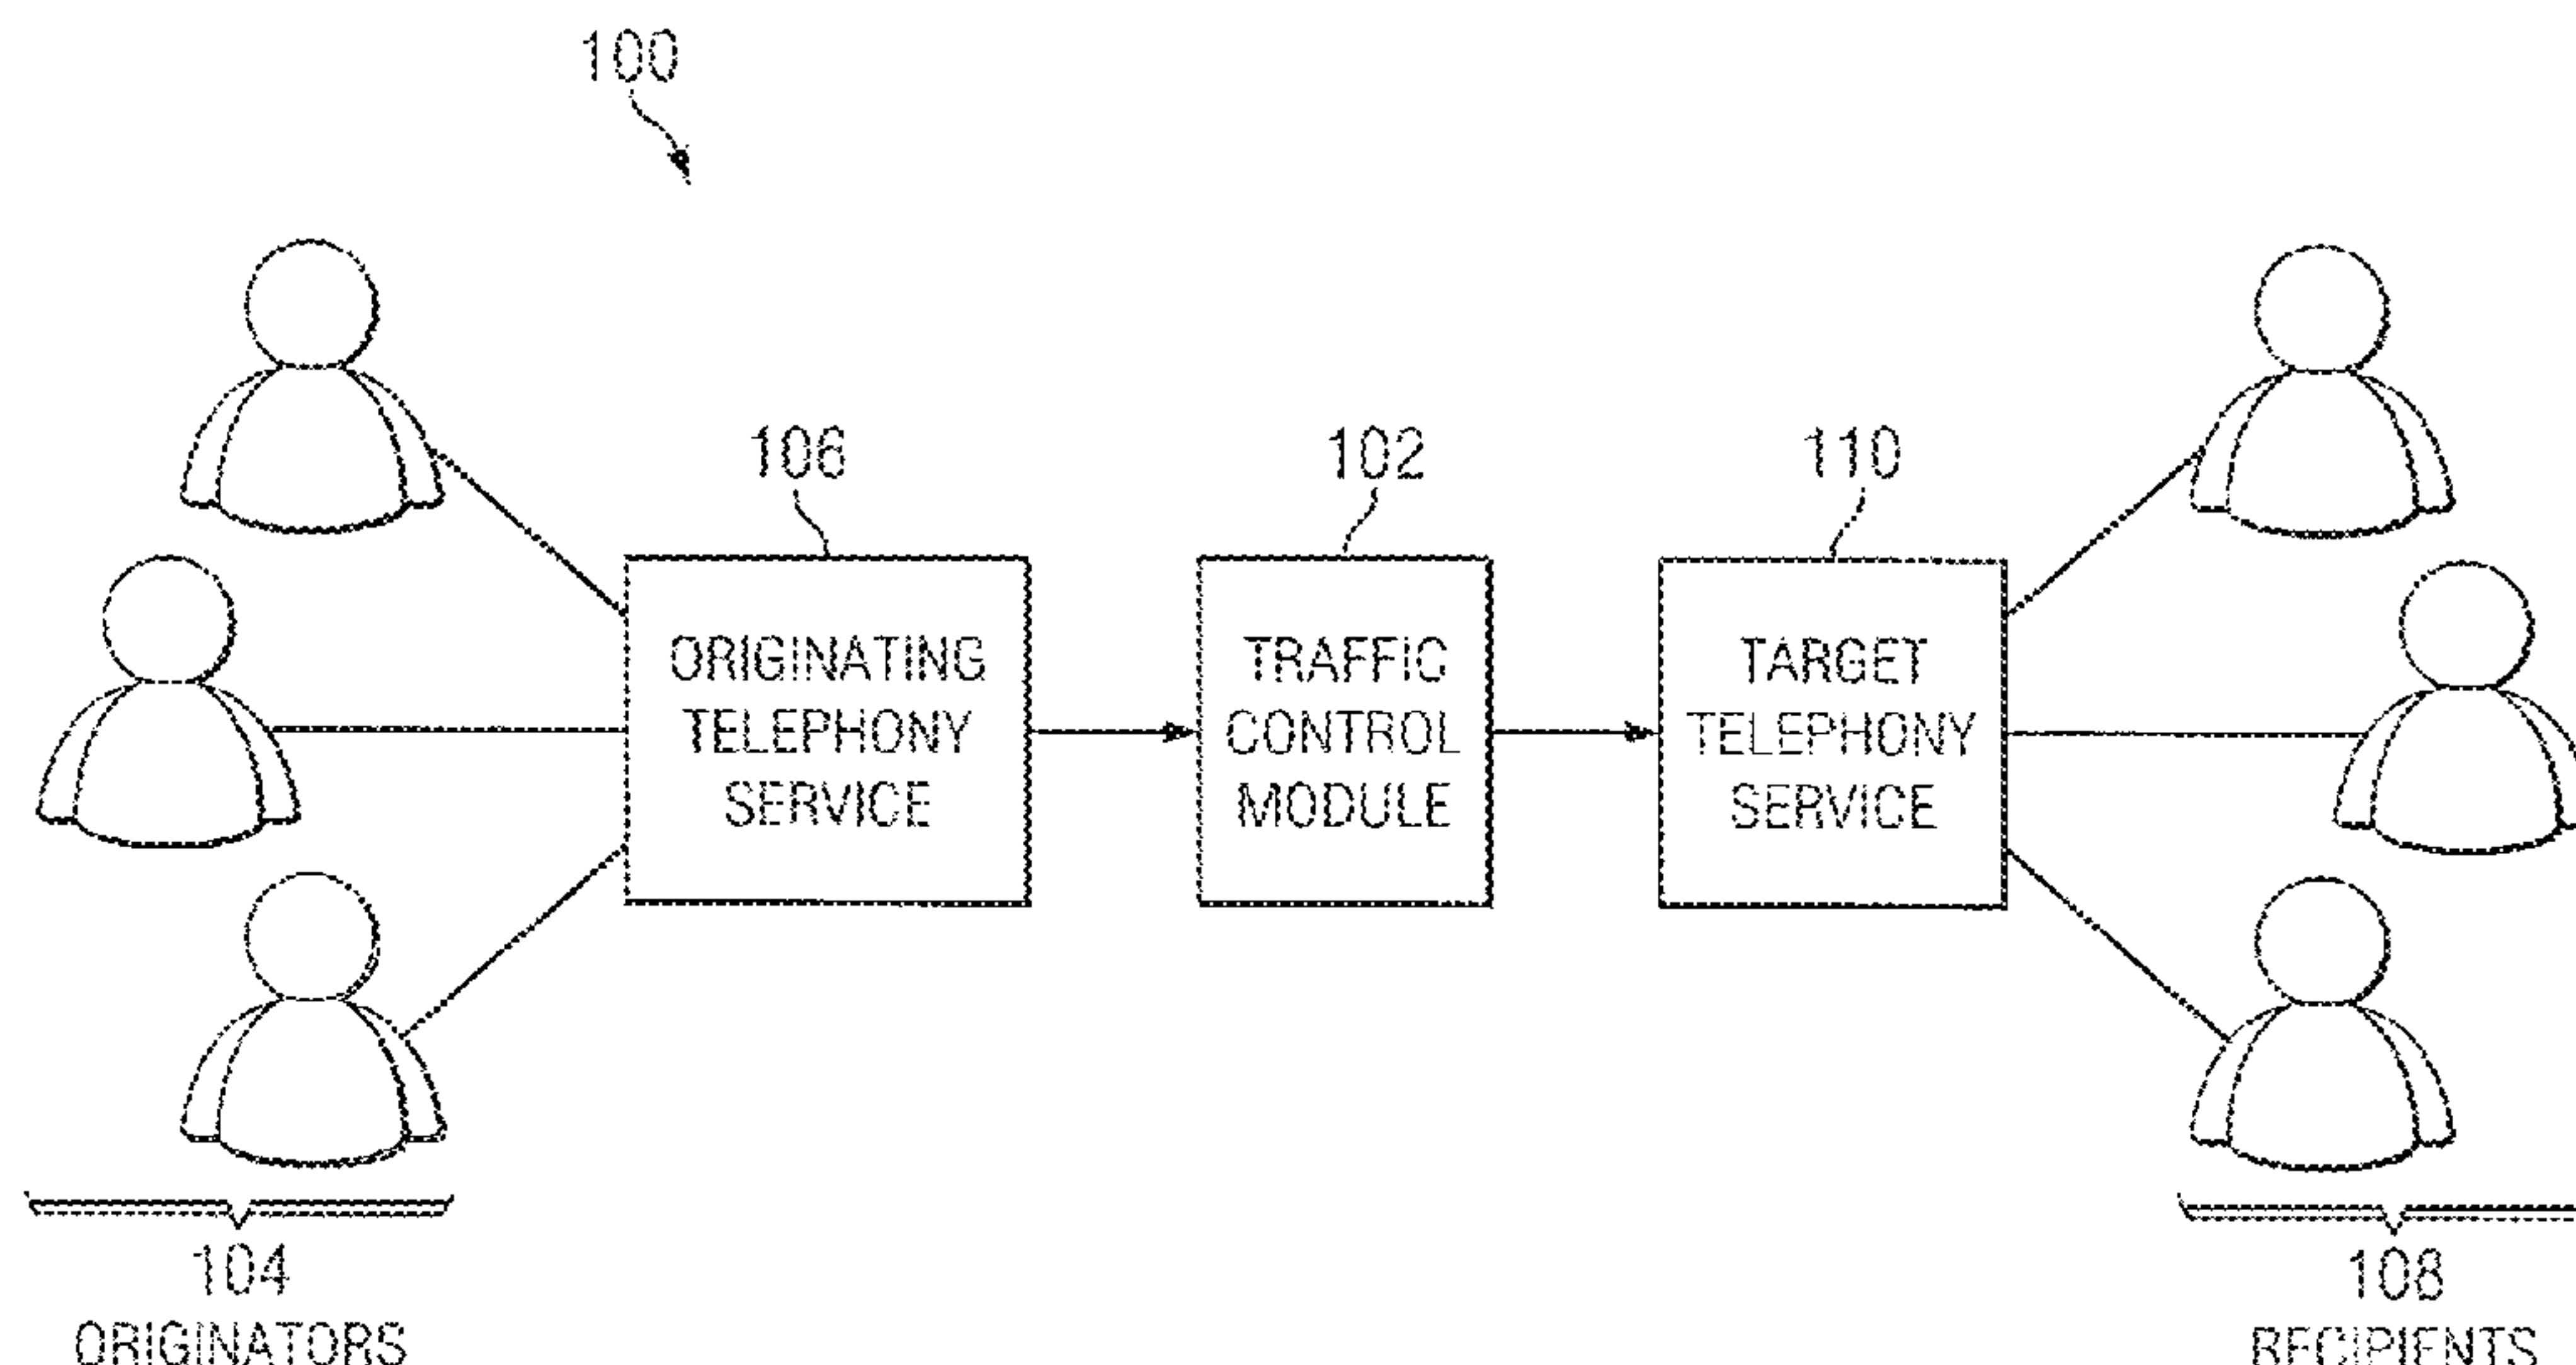 100
106
102
110
ORIGINATING
TELEPHONY
SERVICE
TRAFFIC
CONTROL
MODULE
TARGET
TELEPHONY
SERVICE
104
ORIGINATORS
108
RECIPIENTS